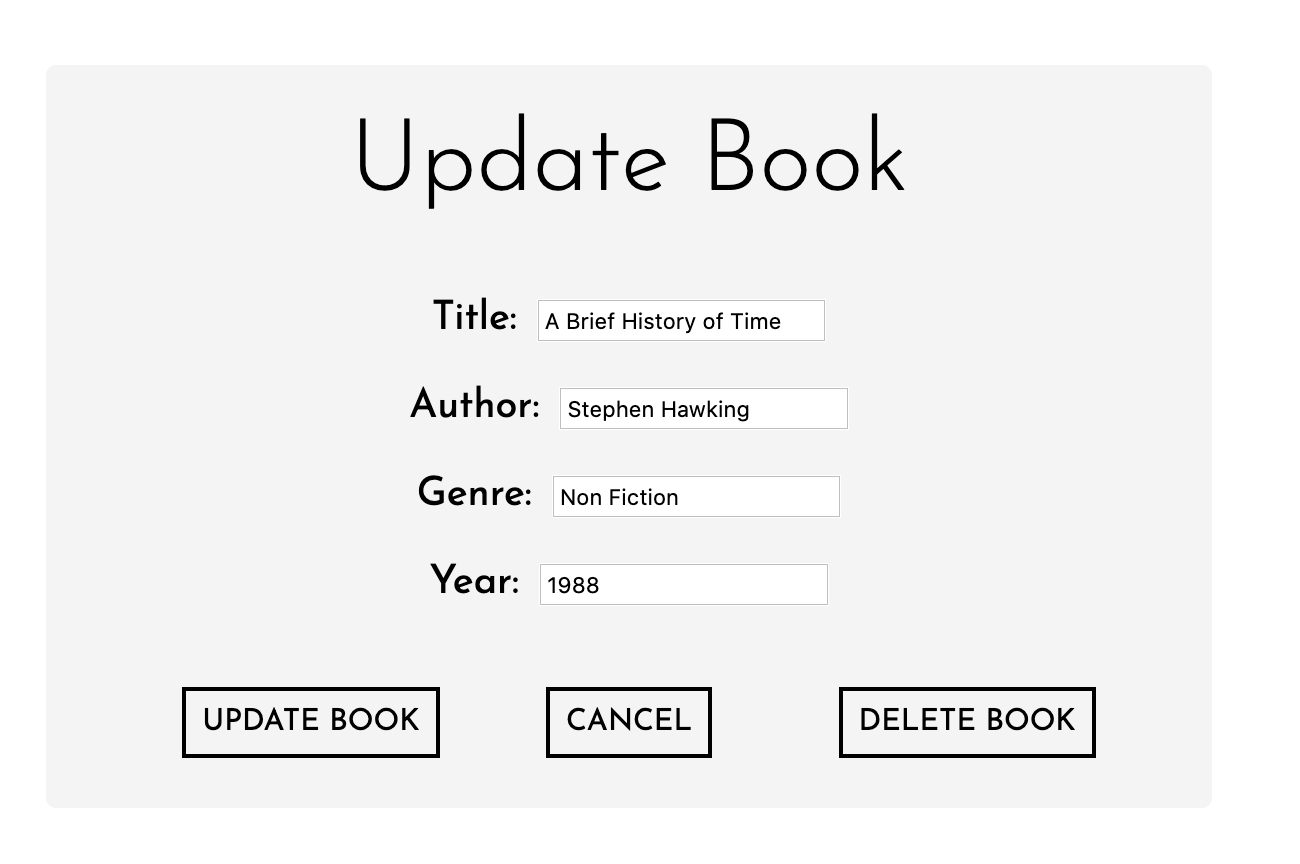 Update Book
Title: A Brief History of Time
Author: Stephen Hawking
Genre: Non Fiction
Year: 1988
UPDATE BOOK CANCEL DELETE BOOK